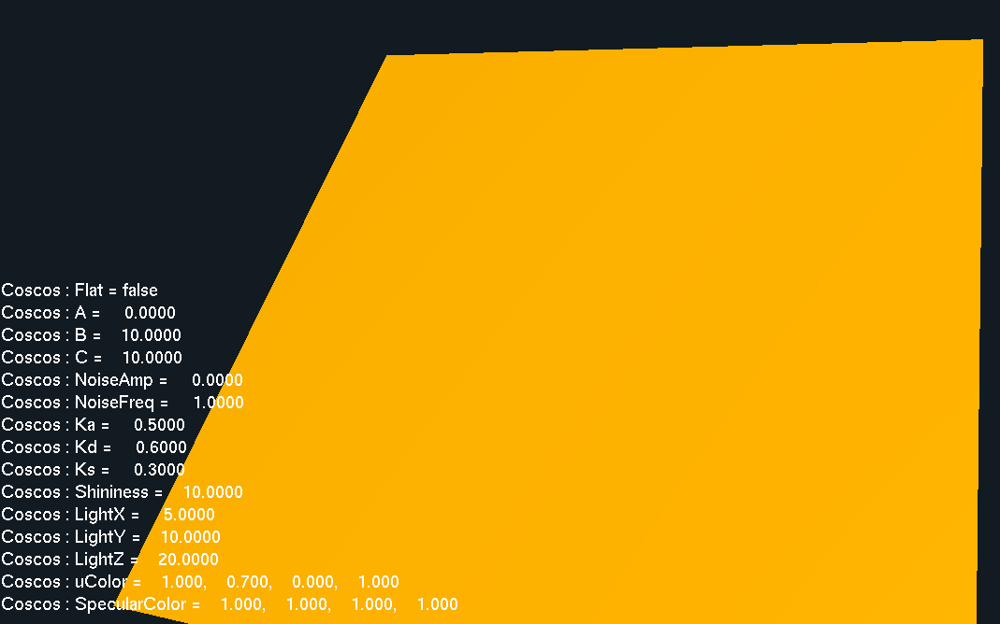 Coscos : Flat = false
Coscos : A = 0.0000
Coscos : B = 10.0000
Coscos : C = 10.0000
Coscos : NoiseAmp = 0.0000
Coscos : NoiseFreq = 1.0000
Coscos : Ka = 0.5000
Coscos : Kd = 0.6000
Coscos : Ks = 0.3000
Coscos : Shininess = 10.0000
Coscos : LightX = 5.0000
Coscos : LightY = 10.0000
Coscos : LightZ = 20.0000
Coscos : uColor = 1.000, 0.700, 0.000, 1.000
Coscos : SpecularColor = 1.000, 1.000, 1.000, 1.000